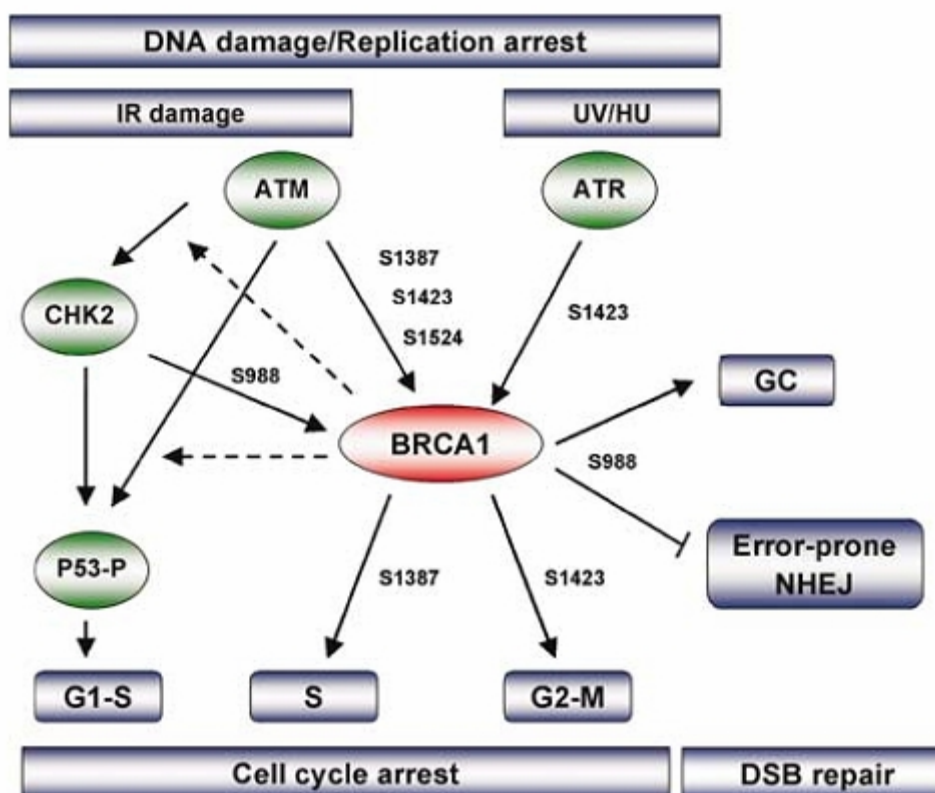 DNA damage/Replication arrest
IR damage
UV/HU
ATM
ATR
S1387
S1423
S1524
S1423
CHK2
S988
GC
BRCA1
S988
P53-P
S1387
S1423
Error-prone
NHEJ
G1-S
S
G2-M
Cell cycle arrest
DSB repair